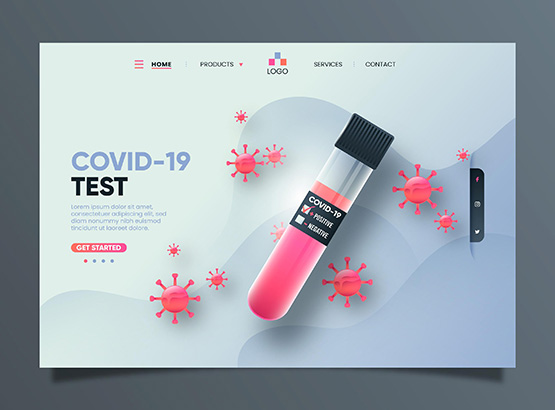 HOME
PRODUCTS
LOGO
SERVICES
CONTACT
COVID-19
TEST
Lorem ipsum dolor sit amet,
consectetuer adipiscing elit,
sed diam nonummy nibh euismod
tincidunt ut laoreet dolore
GET STARTED
COVID-19
+ POSITIVE
- NEGATIVE